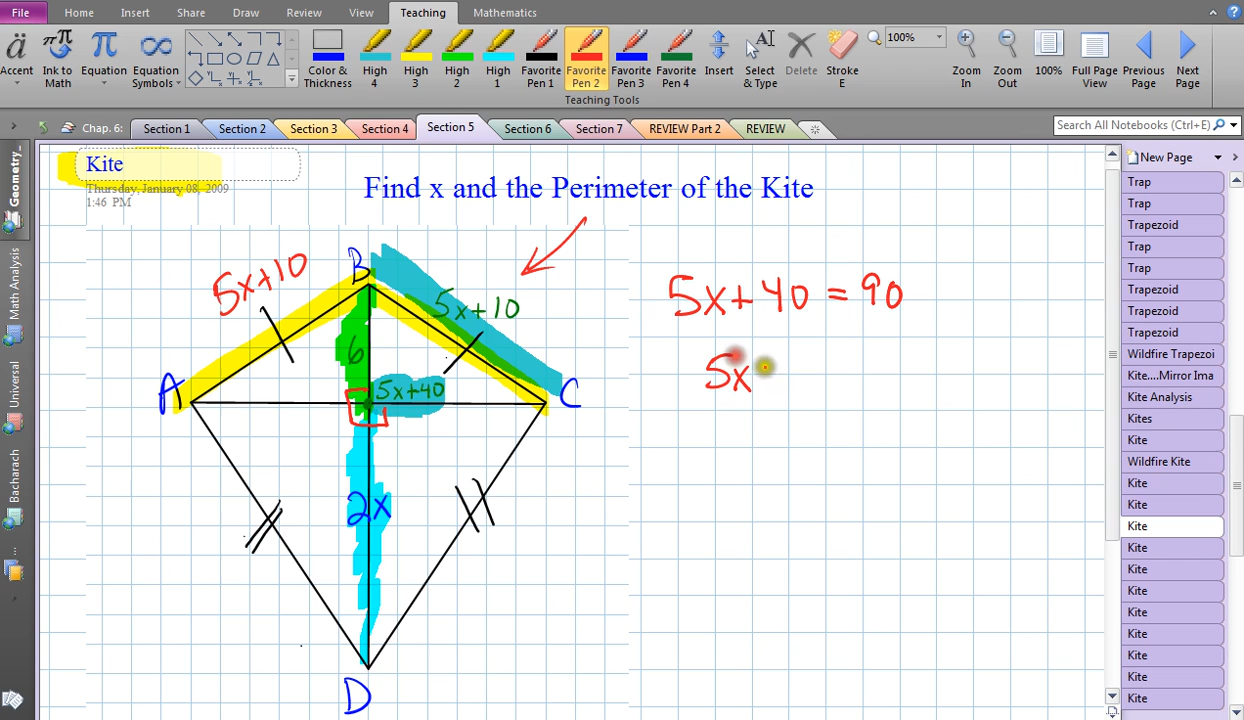 File Home Insert Share Draw Review View Teaching Mathematics
ä π π
Accent Ink to Math Equation Equation Symbols Color & Thickness High 4 High 3 High 2 High 1 Favorite Pen 1 Favorite Pen 2 Favorite Pen 3 Favorite Pen 4 Insert Select & Type Delete Stroke E 100% Zoom In Zoom Out 100% Full Page View Previous Page Next Page
Teaching Tools
Chap. 6: Section 1 Section 2 Section 3 Section 4 Section 5 Section 6 Section 7 REVIEW Part 2 REVIEW Search All Notebooks (Ctrl+E)
Geometry_
Math Analysis
Universal
Bacharach
Kite
Thursday, January 08, 2009
1:46 PM
Find x and the Perimeter of the Kite
B
5x+10
5x+10
6
A
5x+40
C
2x
D
5x+40=90
5x
New Page
Trap
Trap
Trapezoid
Trap
Trap
Trapezoid
Trapezoid
Trapezoid
Wildfire Trapezoi
Kite....Mirror Ima
Kite Analysis
Kites
Kite
Wildfire Kite
Kite
Kite
Kite
Kite
Kite
Kite
Kite
Kite
Kite
Kite
Kite